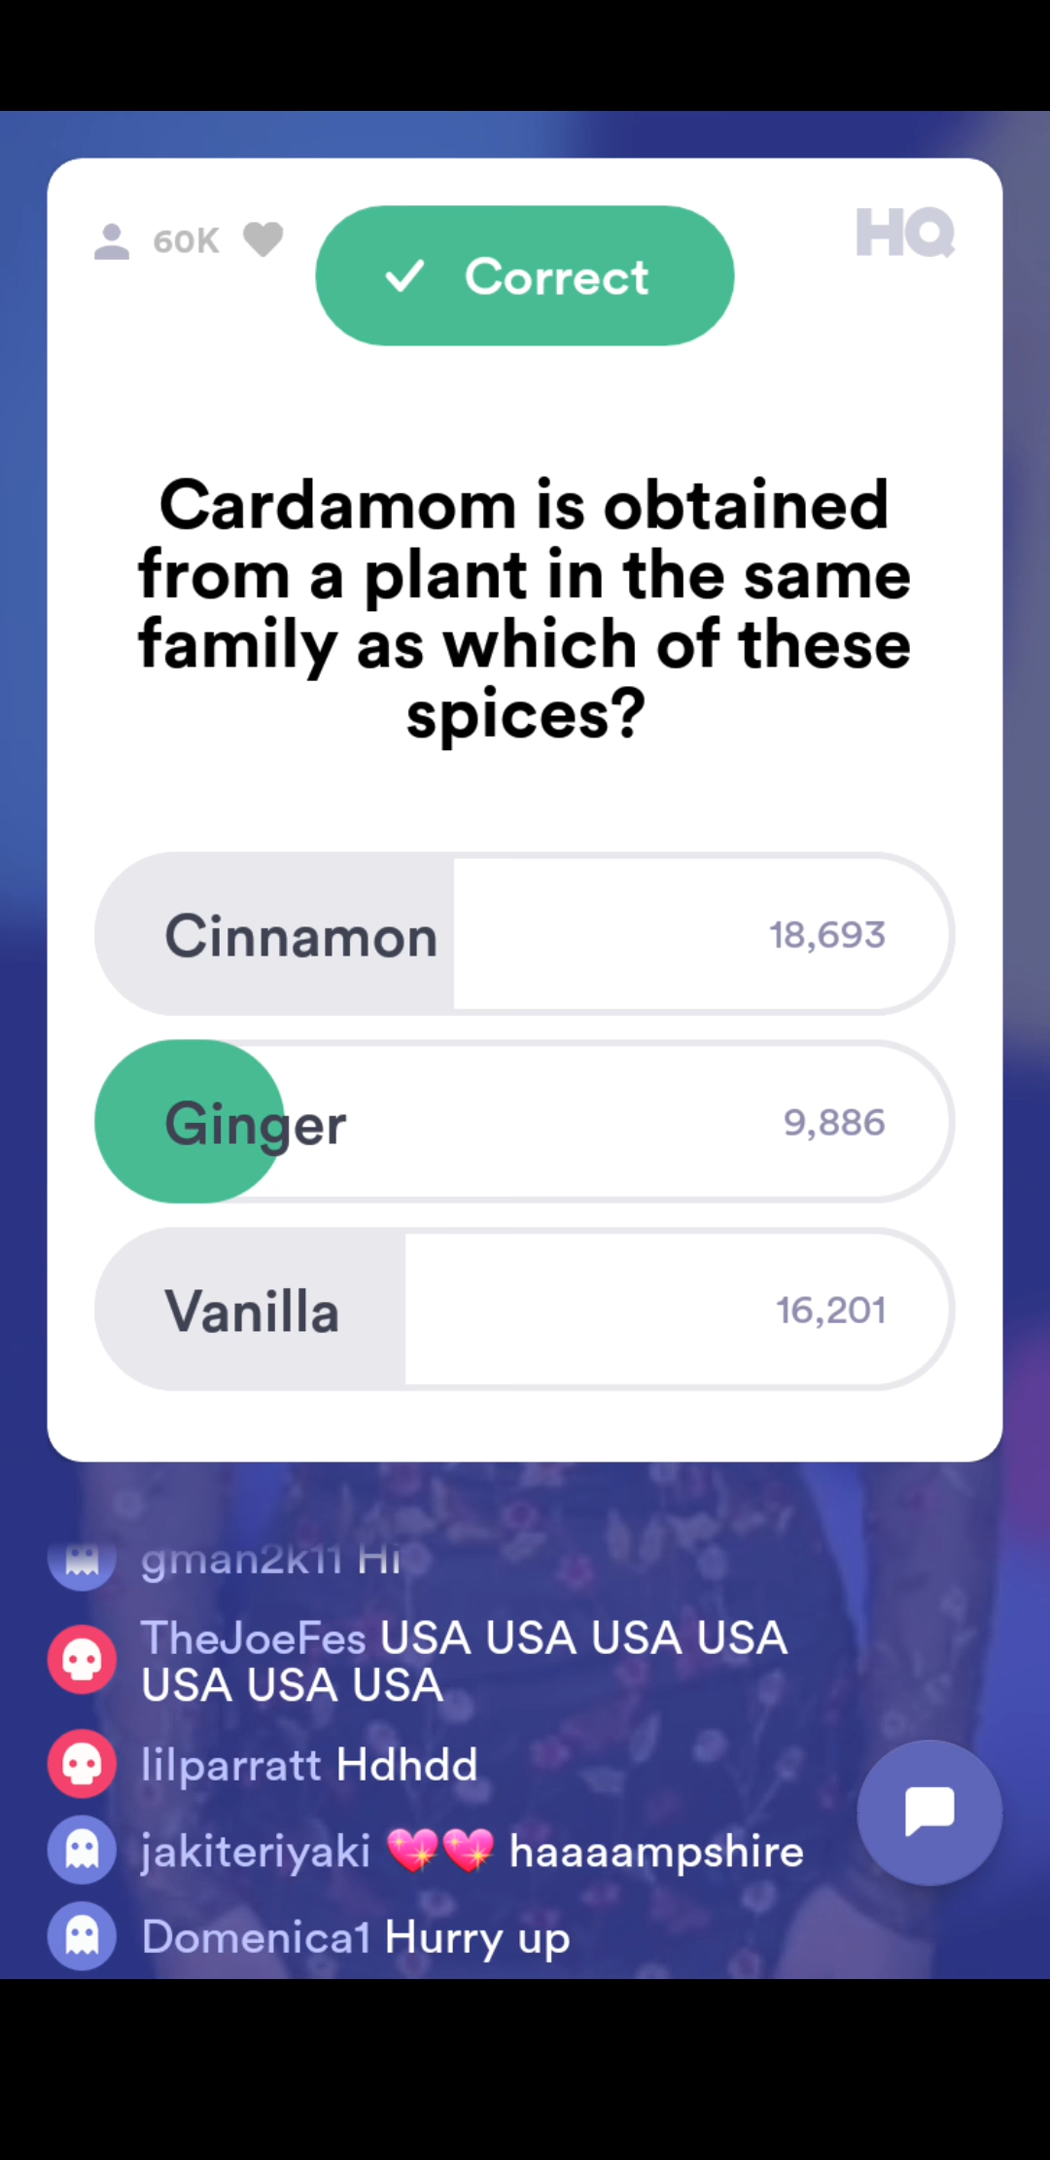 60K
Correct
HQ
Cardamom is obtained
from a plant in the same
family as which of these
spices?
Cinnamon 18,693
Ginger 9,886
Vanilla 16,201
gman2k11 Hi
TheJoeFes USA USA USA USA
USA USA USA
lilparratt Hdhdd
jakiteriyaki 💖💖 haaaampshire
Domenica1 Hurry up